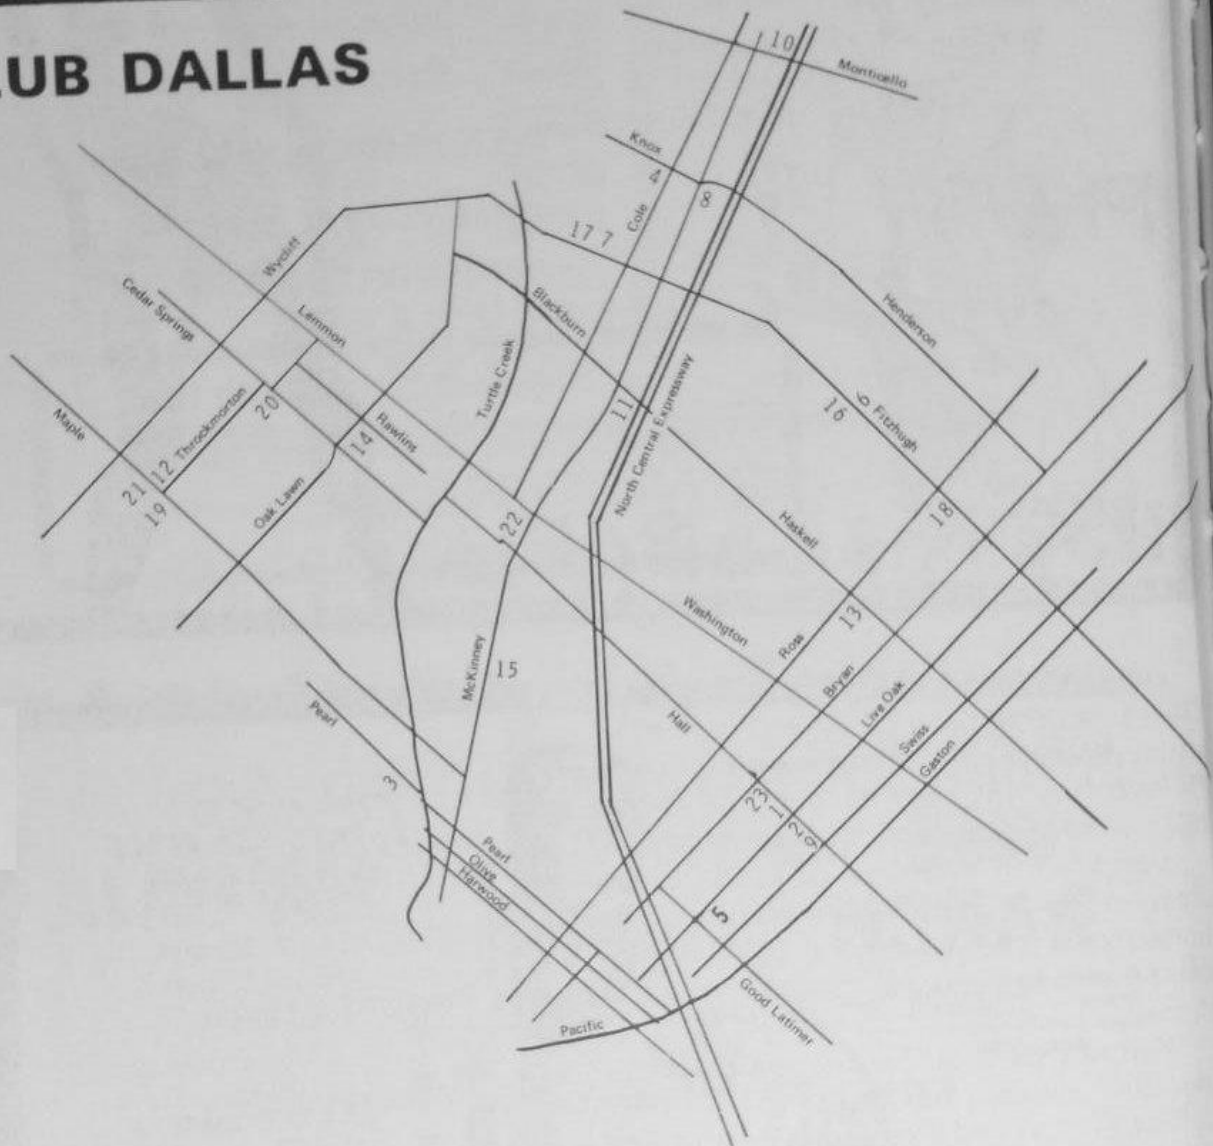 LUB DALLAS
10
Monticello
Knox
4
8
Cole
17 7
Wycliff
Cedar Springs
Lemmon
Blackburn
Henderson
Turtle Creek
Maple
Throckmorton
20
Rawlins
14
11
North Central Expressway
16
6
Fitzhugh
21
12
19
Oak Lawn
22
Haskell
18
McKinney
15
Washington
13
Ross
Bryan
Live Oak
Swiss
Gaston
Pearl
3
Hall
23
1
2
9
Pearl
Olive
Harwood
5
Good Latimer
Pacific